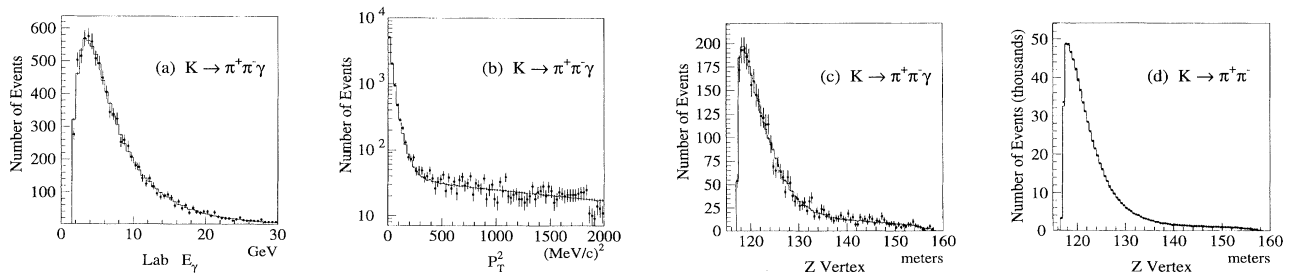 (a) K → π⁺π⁻γ
Number of Events
600
500
400
300
200
100
0
10
20
30
Lab E_γ
GeV
(b) K → π⁺π⁻γ
Number of Events
10⁴
10³
10²
10
0
500
1000
1500
2000
P_T²
(MeV/c)²
(c) K → π⁺π⁻γ
Number of Events
200
175
150
125
100
75
50
25
0
120
130
140
150
160
Z Vertex
meters
(d) K → π⁺π⁻
Number of Events (thousands)
50
40
30
20
10
0
120
130
140
150
160
Z Vertex
meters